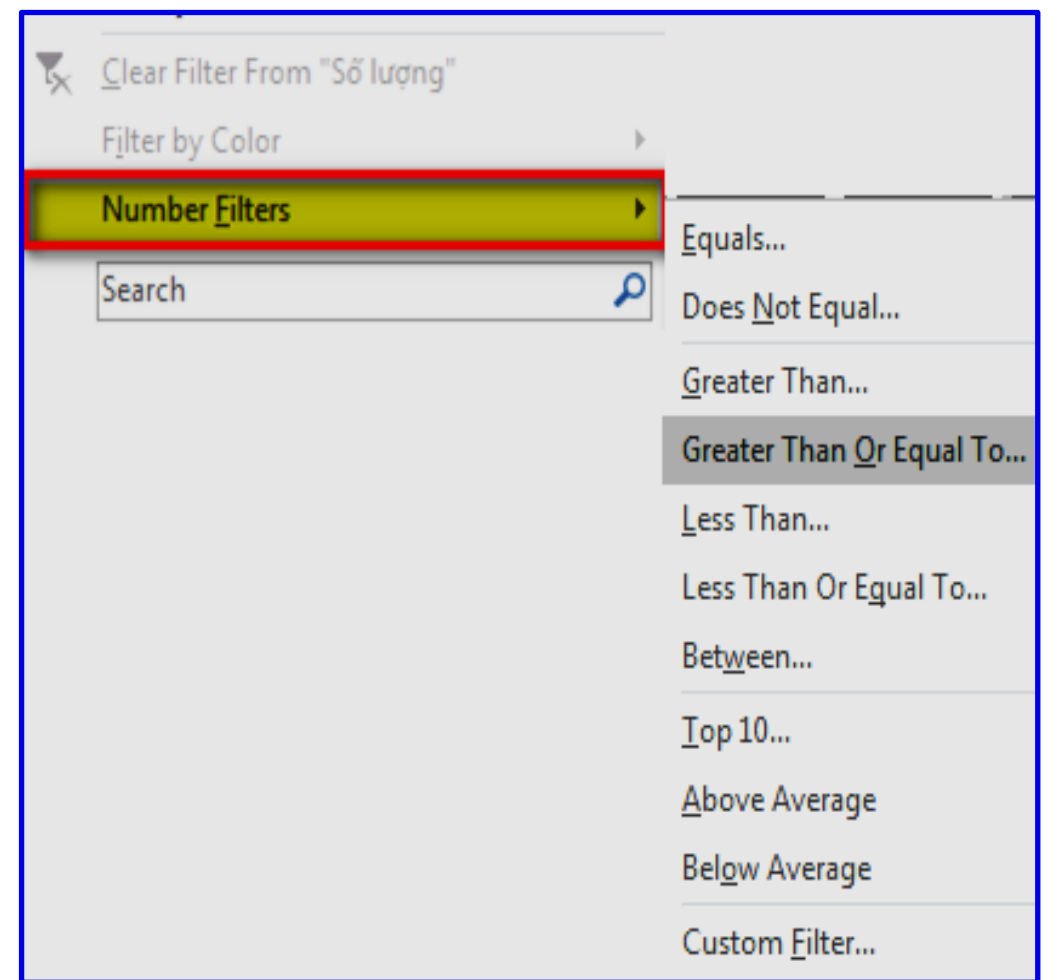 Clear Filter From "Số lượng"
Filter by Color
Number Filters
Search
Equals...
Does Not Equal...
Greater Than...
Greater Than Or Equal To...
Less Than...
Less Than Or Equal To...
Between...
Top 10...
Above Average
Below Average
Custom Filter...